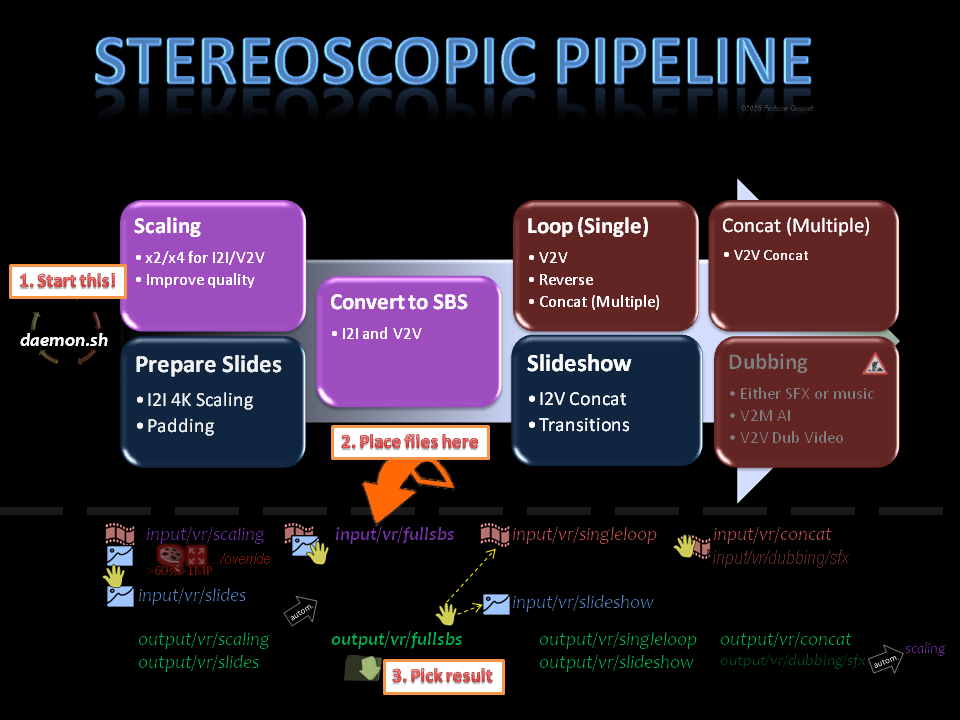 STEREOSCOPIC PIPELINE
©2025 Fortuna Cournot
Scaling
• x2/x4 for I2I/V2V
• Improve quality
Prepare Slides
• I2I 4K Scaling
• Padding
Convert to SBS
• I2I and V2V
Loop (Single)
• V2V
• Reverse
• Concat (Multiple)
Slideshow
• I2V Concat
• Transitions
Concat (Multiple)
• V2V Concat
Dubbing
• Either SFX or music
• V2M AI
• V2V Dub Video
1. Start this!
daemon.sh
2. Place files here
input/vr/scaling
.../override
>60s,>1MP
input/vr/slides
input/vr/fullsbs
input/vr/singleloop
input/vr/slideshow
input/vr/concat
input/vr/dubbing/sfx
autom.
output/vr/scaling
output/vr/slides
output/vr/fullsbs
3. Pick result
output/vr/singleloop
output/vr/slideshow
output/vr/concat
output/vr/dubbing/sfx
autom.
scaling